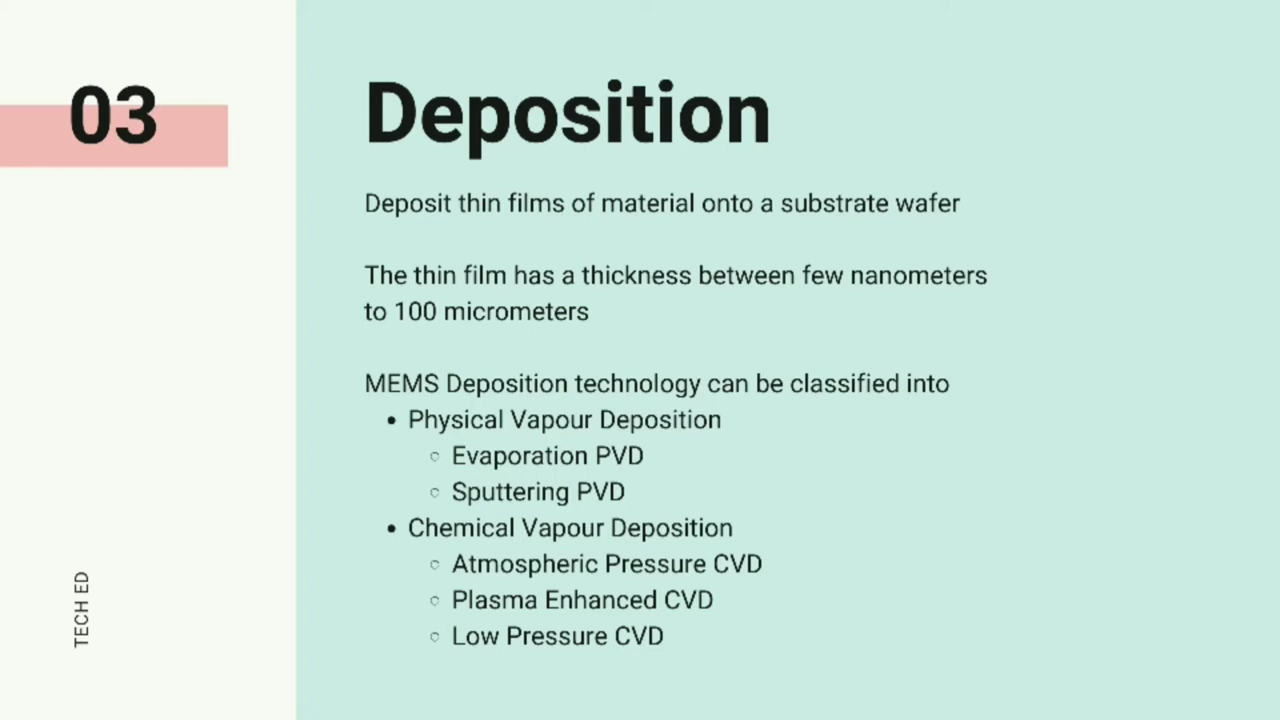 03
Deposition
Deposit thin films of material onto a substrate wafer
The thin film has a thickness between few nanometers
to 100 micrometers
MEMS Deposition technology can be classified into
• Physical Vapour Deposition
○ Evaporation PVD
○ Sputtering PVD
• Chemical Vapour Deposition
○ Atmospheric Pressure CVD
○ Plasma Enhanced CVD
○ Low Pressure CVD
TECH ED